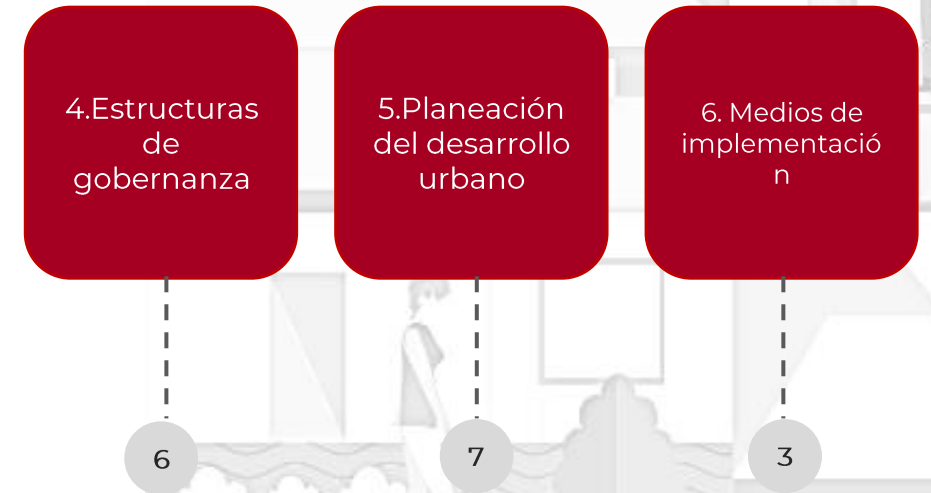 4.Estructuras
de
gobernanza
5.Planeación
del desarrollo
urbano
6. Medios de
implementació
n
6
7
3